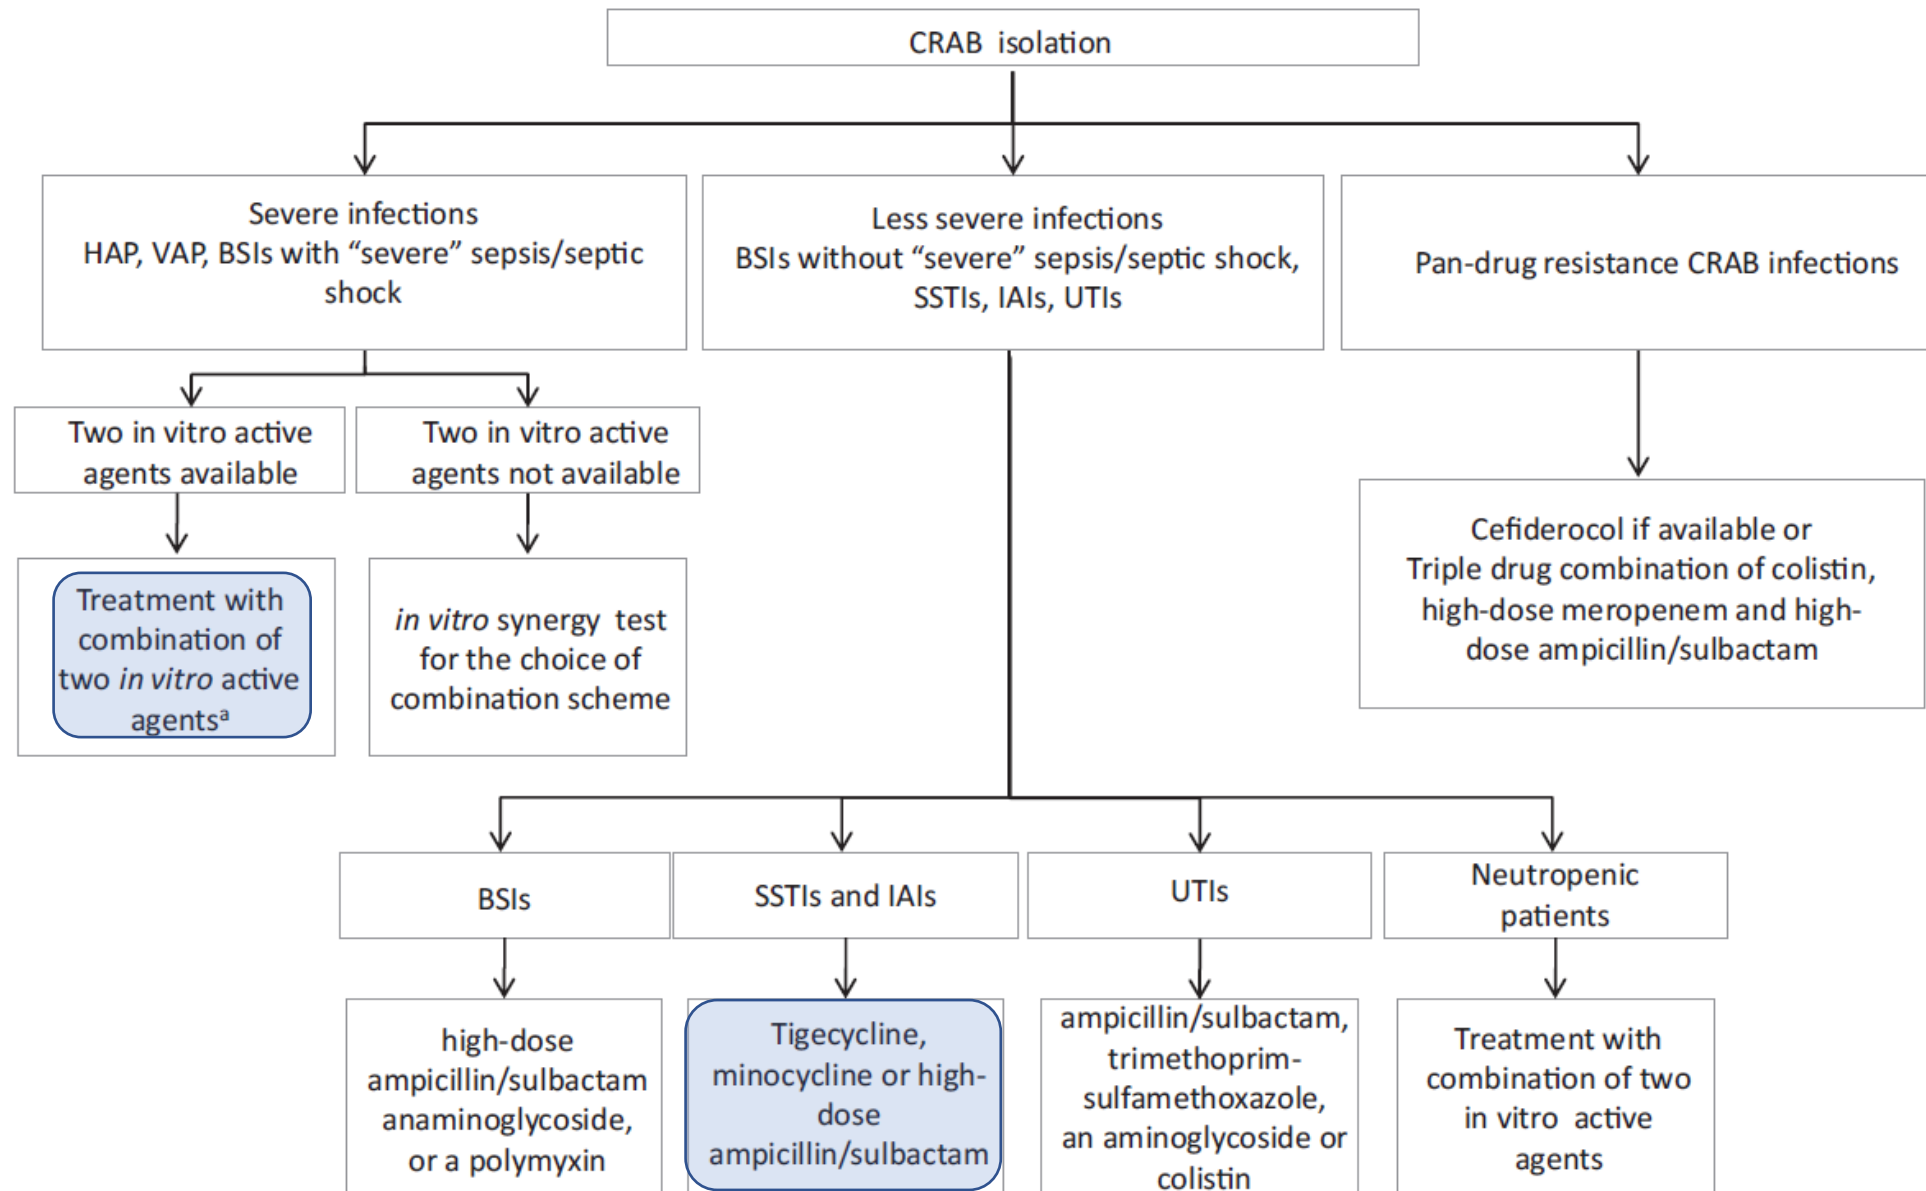 CRAB isolation
Severe infections
HAP, VAP, BSIs with “severe” sepsis/septic
shock
Less severe infections
BSIs without “severe” sepsis/septic shock,
SSTIs, IAIs, UTIs
Pan-drug resistance CRAB infections
Two in vitro active
agents available
Two in vitro active
agents not available
Treatment with
combination of
two in vitro active
agentsᵃ
in vitro synergy test
for the choice of
combination scheme
Cefiderocol if available or
Triple drug combination of colistin,
high-dose meropenem and high-
dose ampicillin/sulbactam
BSIs
SSTIs and IAIs
UTIs
Neutropenic
patients
high-dose
ampicillin/sulbactam
anaminoglycoside,
or a polymyxin
Tigecycline,
minocycline or high-
dose
ampicillin/sulbactam
ampicillin/sulbactam,
trimethoprim-
sulfamethoxazole,
an aminoglycoside or
colistin
Treatment with
combination of two
in vitro active
agents